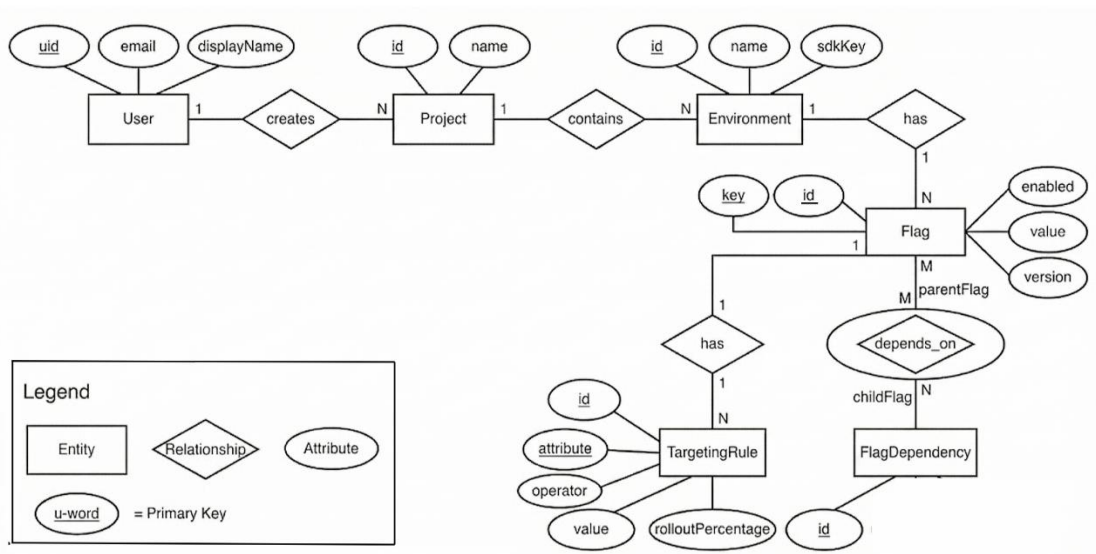 uid
email
displayName
id
name
id
name
sdkKey
User
1
creates
N
Project
1
contains
N
Environment
1
has
1
N
key
id
enabled
Flag
value
version
1
M
parentFlag
M
1
has
depends_on
1
N
childFlag
N
id
attribute
operator
value
rolloutPercentage
TargetingRule
FlagDependency
id
Legend
Entity
Relationship
Attribute
u-word
= Primary Key